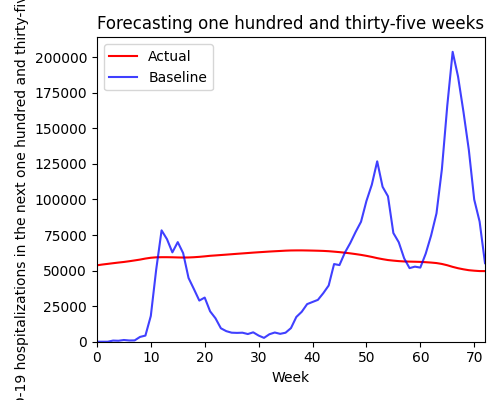 Forecasting one hundred and thirty-five weeks
Actual
Baseline
200000
175000
150000
125000
100000
75000
50000
25000
0
0 10 20 30 40 50 60 70
Week
-19 hospitalizations in the next one hundred and thirty-fiv